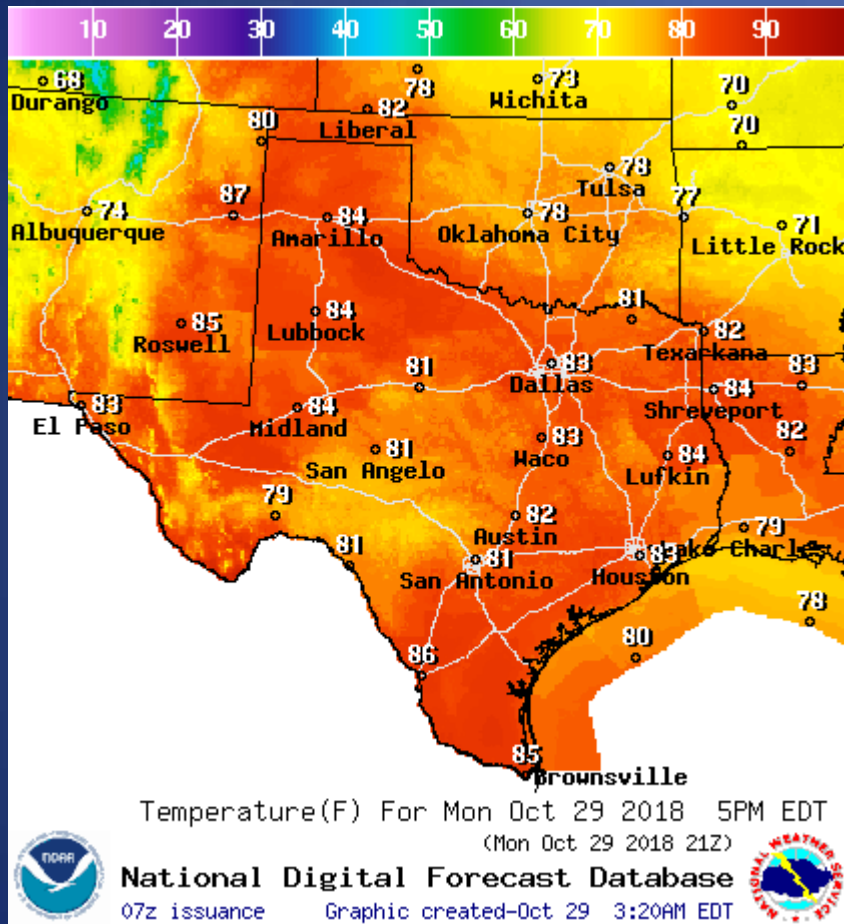 10 20 30 40 50 60 70 80 90
68
Durango
78
73
Wichita
70
82
Liberal
80
70
78
Tulsa
74
Albuquerque
87
84
Amarillo
78
Oklahoma City
77
71
Little Rock
85
Roswell
84
Lubbock
81
82
Texarkana
81
83
Dallas
83
84
Shreveport
83
El Paso
84
Midland
81
San Angelo
83
Waco
84
Lufkin
82
79
82
Austin
79
Lake Charles
81
81
San Antonio
83
Houston
78
80
86
85
Brownsville
Temperature(F) For Mon Oct 29 2018 5PM EDT
(Mon Oct 29 2018 21Z)
noaa
National Digital Forecast Database
07z issuance Graphic created-Oct 29 3:20AM EDT
NATIONAL WEATHER SERVICE